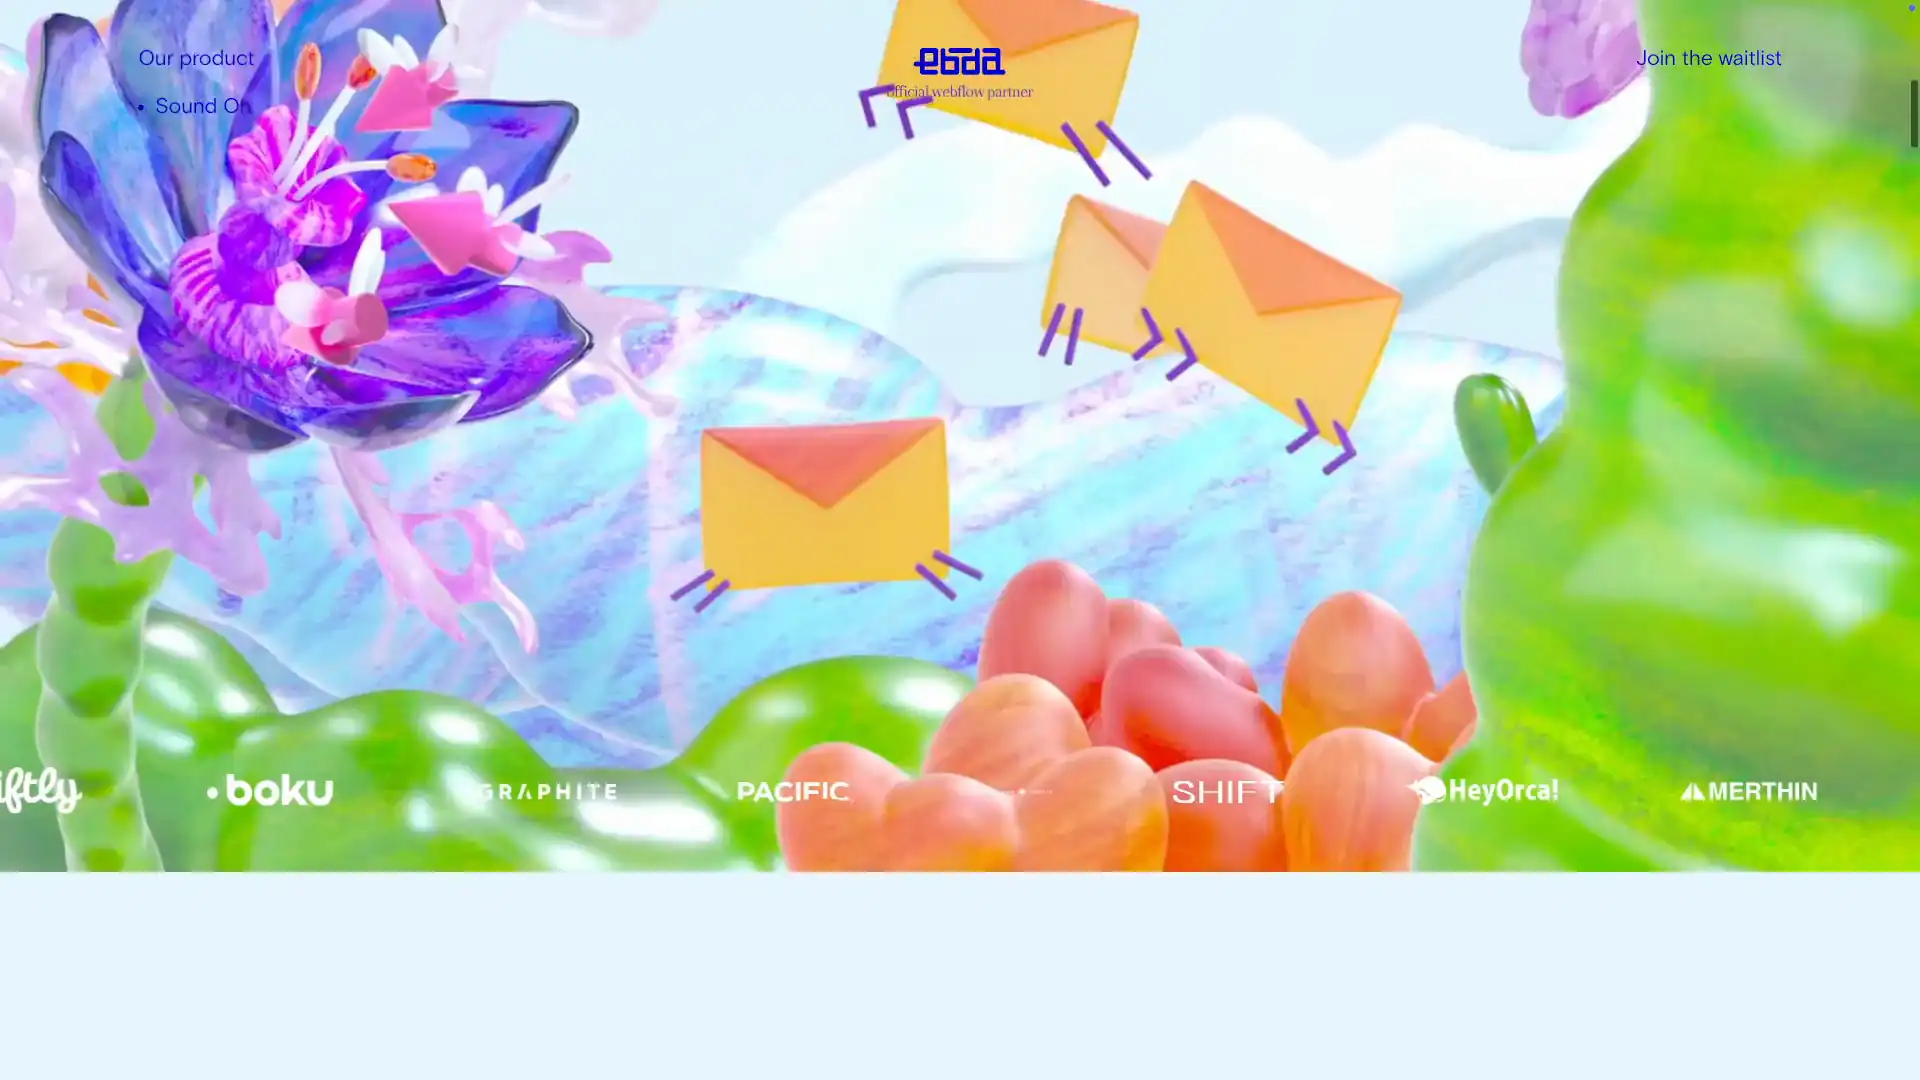 Our product
ebda
Join the waitlist
official webflow partner
• Sound On
iftly
boku
GRAPHITE
PACIFIC
SHIFT
HeyOrca!
MERTHIN